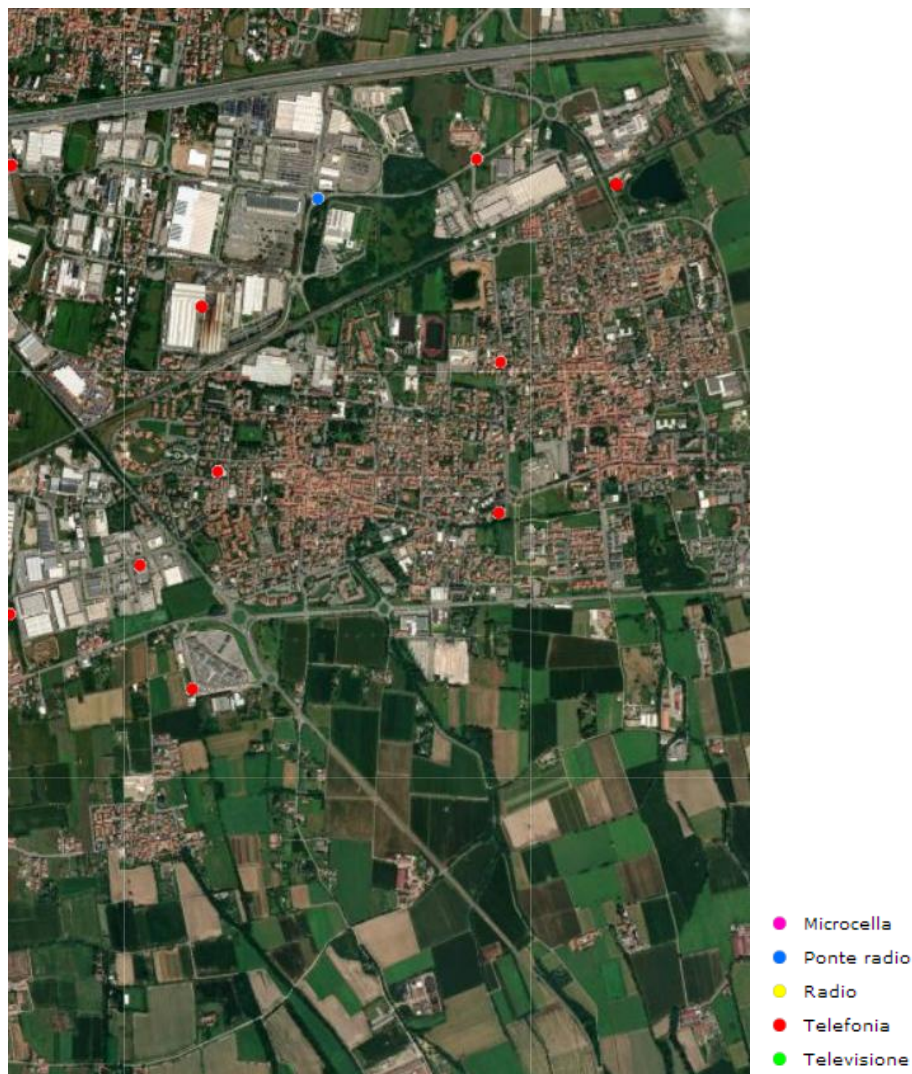 Microcella
Ponte radio
Radio
Telefonia
Televisione